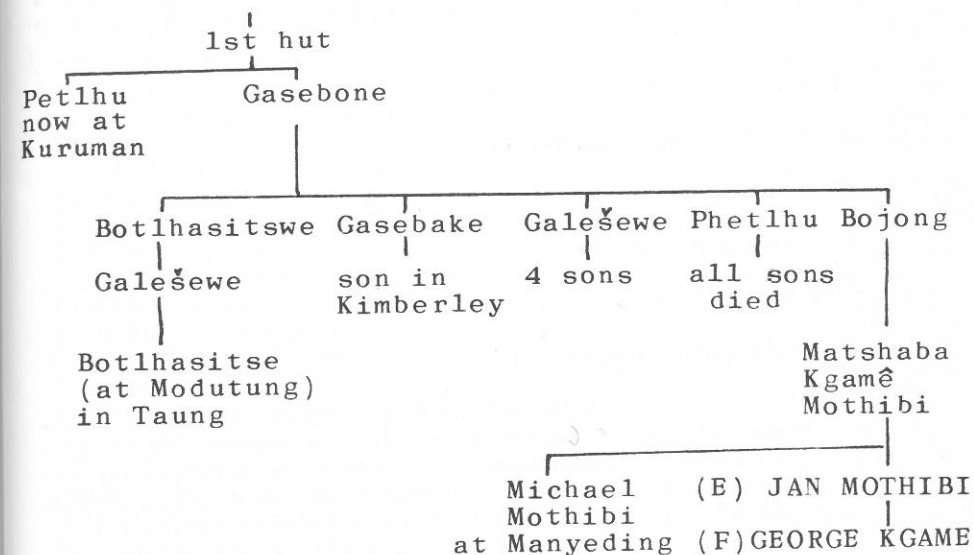 1st hut
Petlhu Gasebone
now at
Kuruman
Botlhasitswe Gasebake Galešewe Phetlhu Bojong
Galešewe son in 4 sons all sons
Kimberley died
Botlhasitse Matshaba
(at Modutung) Kgamê
in Taung Mothibi
Michael (E) JAN MOTHIBI
Mothibi
at Manyeding (F) GEORGE KGAME